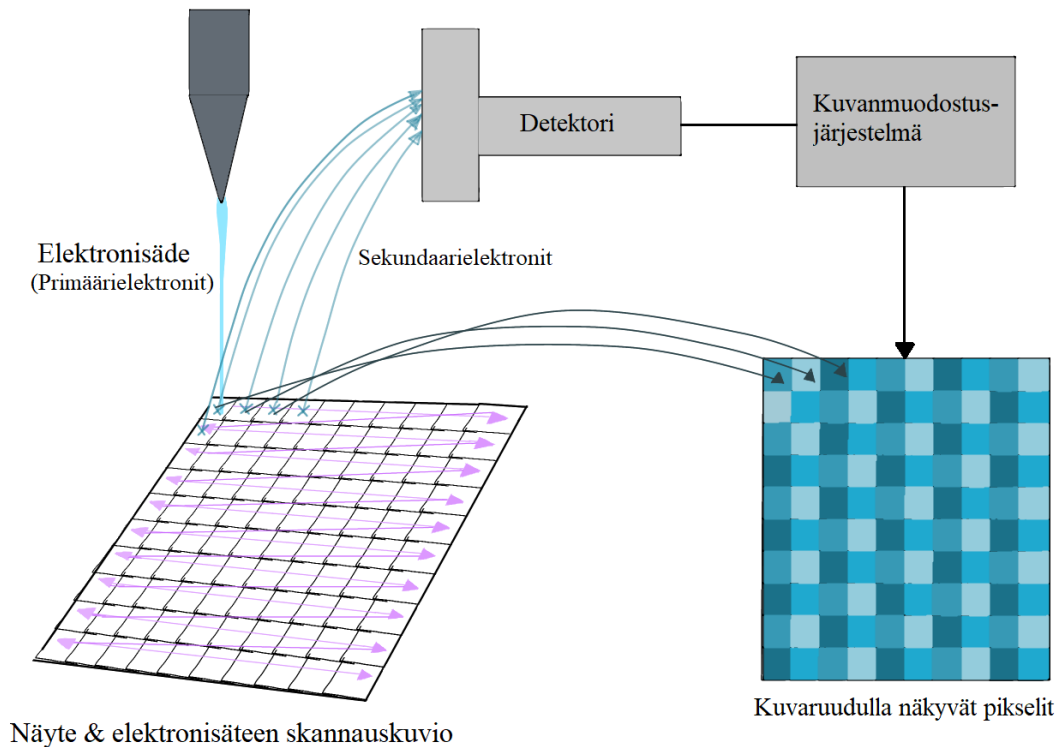 Kuvanmuodostus-
järjestelmä
Detektori
Elektronisäde
(Primäärielektronit)
Sekundaarielektronit
Kuvaruudulla näkyvät pikselit
Näyte & elektronisäteen skannauskuvio